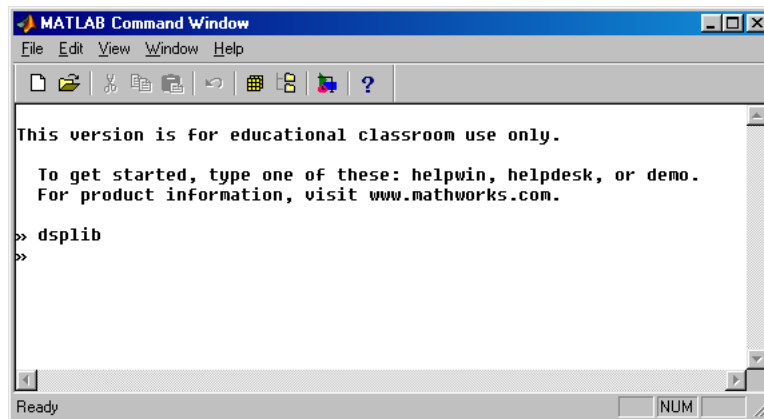 MATLAB Command Window
File Edit View Window Help
This version is for educational classroom use only.
To get started, type one of these: helpwin, helpdesk, or demo.
For product information, visit www.mathworks.com.
» dsplib
»
Ready NUM